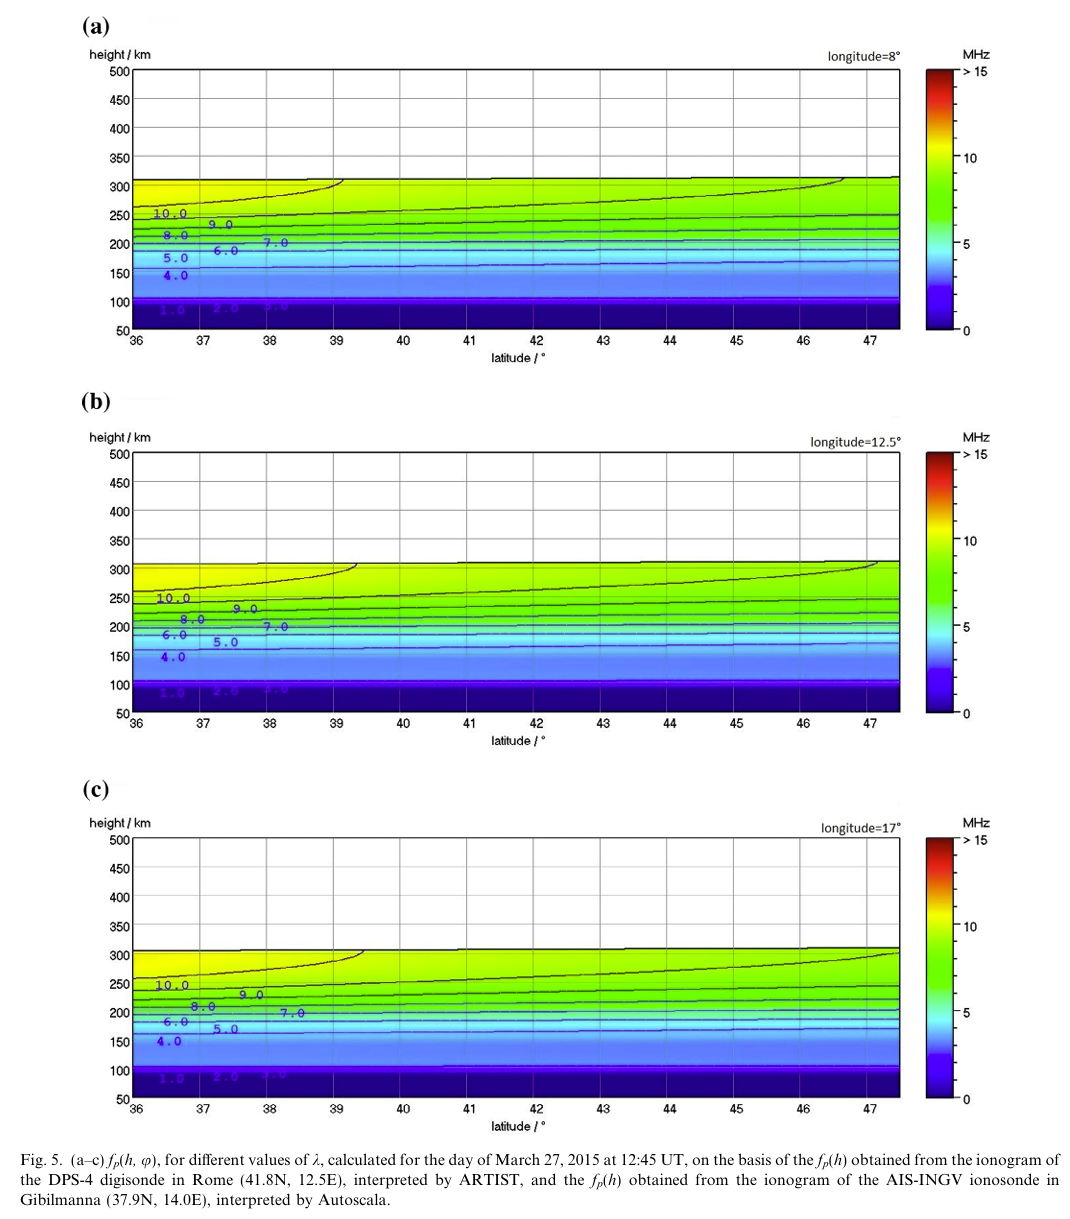 (a)
height / km
longitude=8°
MHz
500
450
400
350
300
250
200
150
100
50
10.0
9.0
8.0
7.0
6.0
5.0
4.0
1.0 2.0 3.0
> 15
10
5
0
36 37 38 39 40 41 42 43 44 45 46 47
latitude / °
(b)
height / km
longitude=12.5°
MHz
500
450
400
350
300
250
200
150
100
50
10.0
9.0
8.0
7.0
6.0
5.0
4.0
1.0 2.0 3.0
> 15
10
5
0
36 37 38 39 40 41 42 43 44 45 46 47
latitude / °
(c)
height / km
longitude=17°
MHz
500
450
400
350
300
250
200
150
100
50
10.0
9.0
8.0
7.0
6.0
5.0
4.0
1.0 2.0
> 15
10
5
0
36 37 38 39 40 41 42 43 44 45 46 47
latitude / °
Fig. 5. (a–c) fp(h, φ), for different values of λ, calculated for the day of March 27, 2015 at 12:45 UT, on the basis of the fp(h) obtained from the ionogram of
the DPS-4 digisonde in Rome (41.8N, 12.5E), interpreted by ARTIST, and the fp(h) obtained from the ionogram of the AIS-INGV ionosonde in
Gibilmanna (37.9N, 14.0E), interpreted by Autoscala.